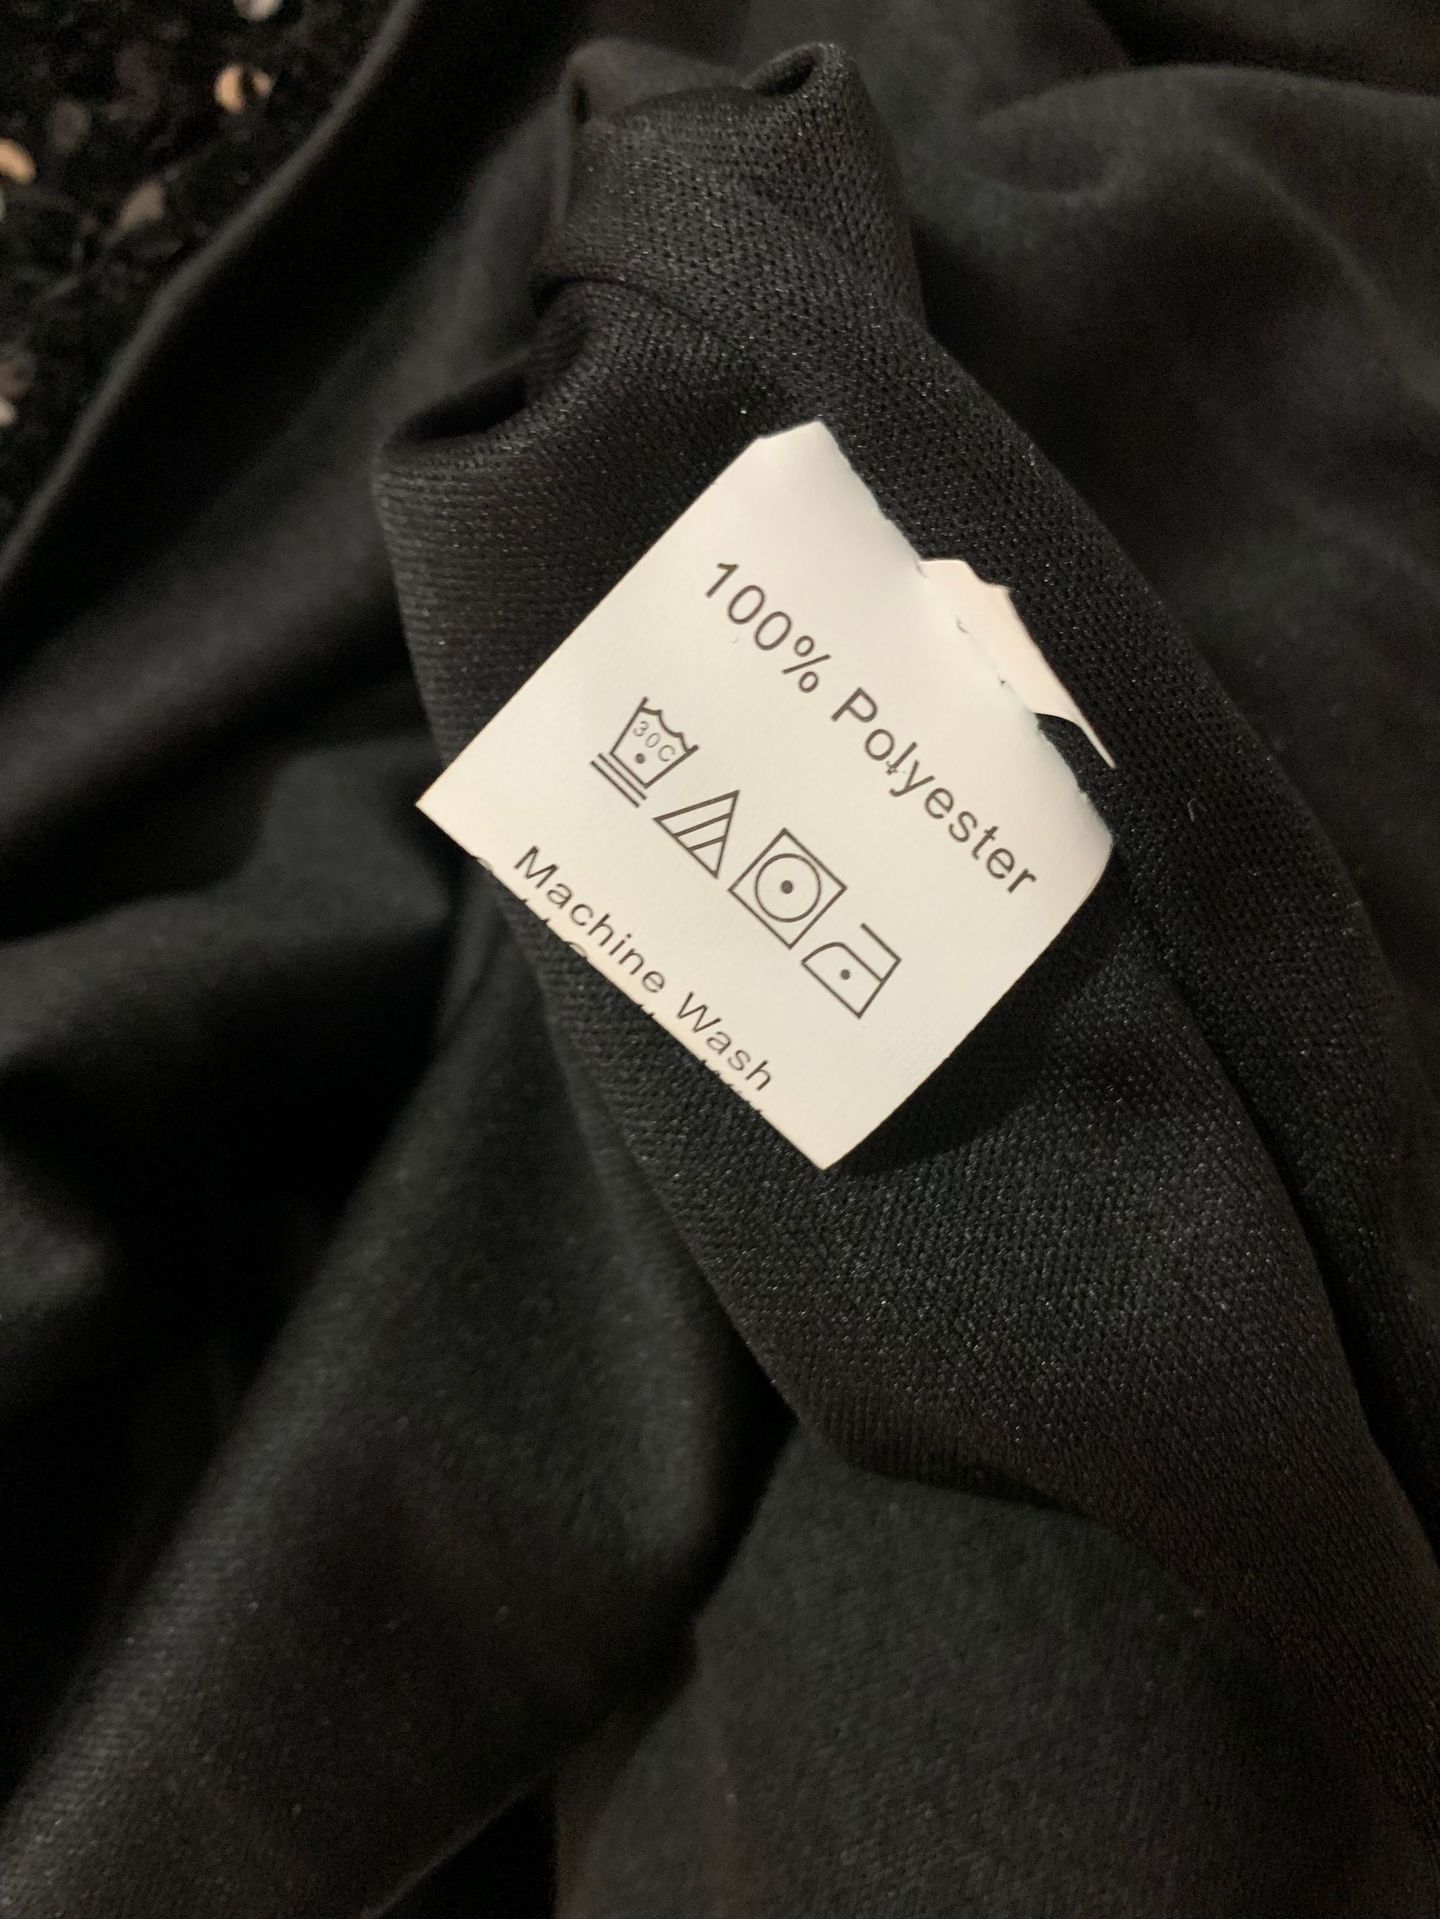 100% Polyester
30C
Machine Wash